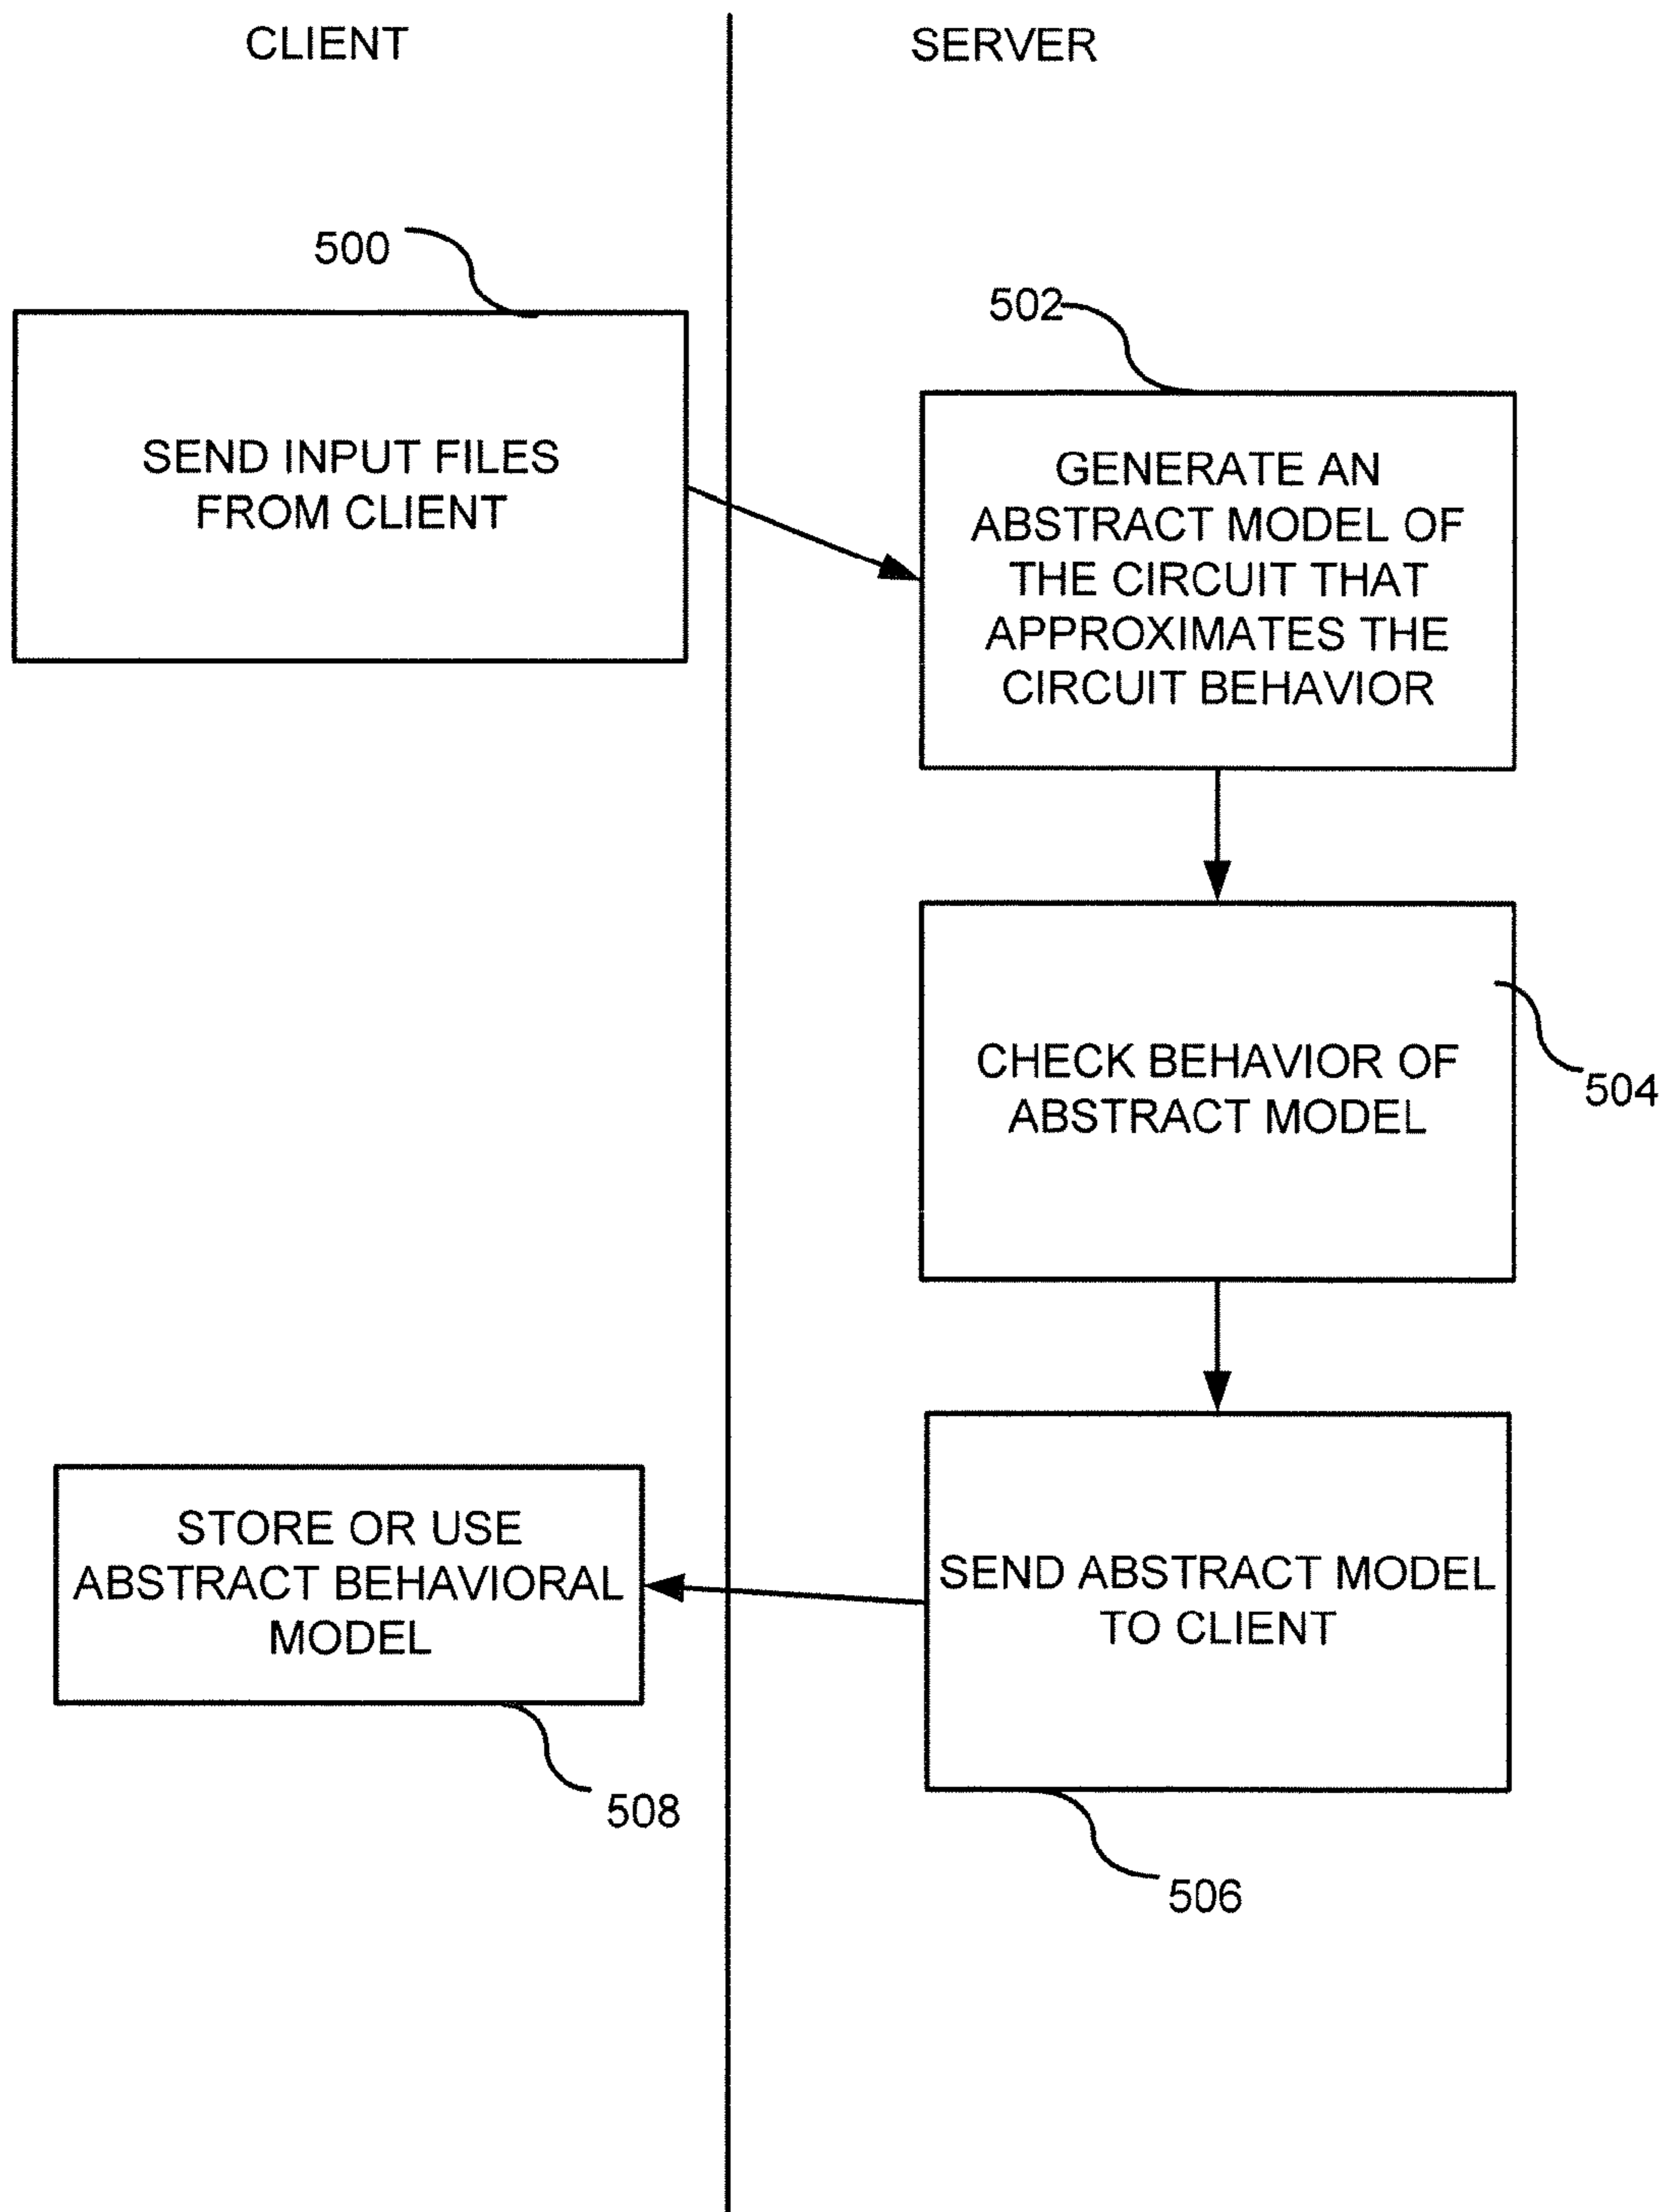 CLIENT
SERVER
500
502
SEND INPUT FILES
FROM CLIENT
GENERATE AN
ABSTRACT MODEL OF
THE CIRCUIT THAT
APPROXIMATES THE
CIRCUIT BEHAVIOR
CHECK BEHAVIOR OF
ABSTRACT MODEL
504
SEND ABSTRACT MODEL
TO CLIENT
506
STORE OR USE
ABSTRACT BEHAVIORAL
MODEL
508